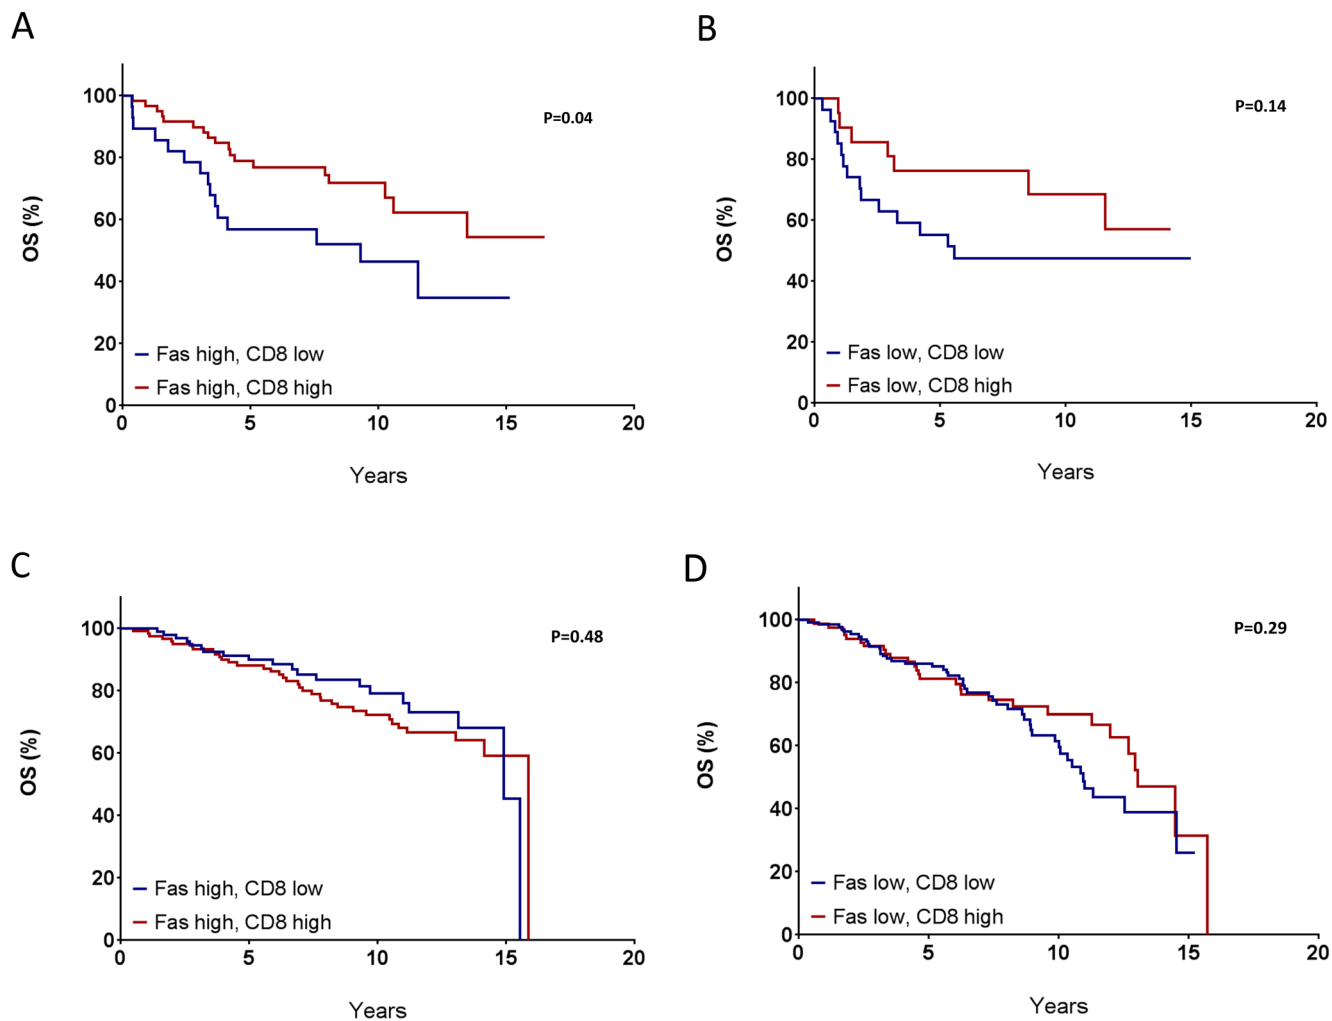 A
100
80
60
40
20
0
0 5 10 15 20
OS (%)
Years
P=0.04
Fas high, CD8 low
Fas high, CD8 high
B
100
80
60
40
20
0
0 5 10 15 20
OS (%)
Years
P=0.14
Fas low, CD8 low
Fas low, CD8 high
C
100
80
60
40
20
0
0 5 10 15 20
OS (%)
Years
P=0.48
Fas high, CD8 low
Fas high, CD8 high
D
100
80
60
40
20
0
0 5 10 15 20
OS (%)
Years
P=0.29
Fas low, CD8 low
Fas low, CD8 high